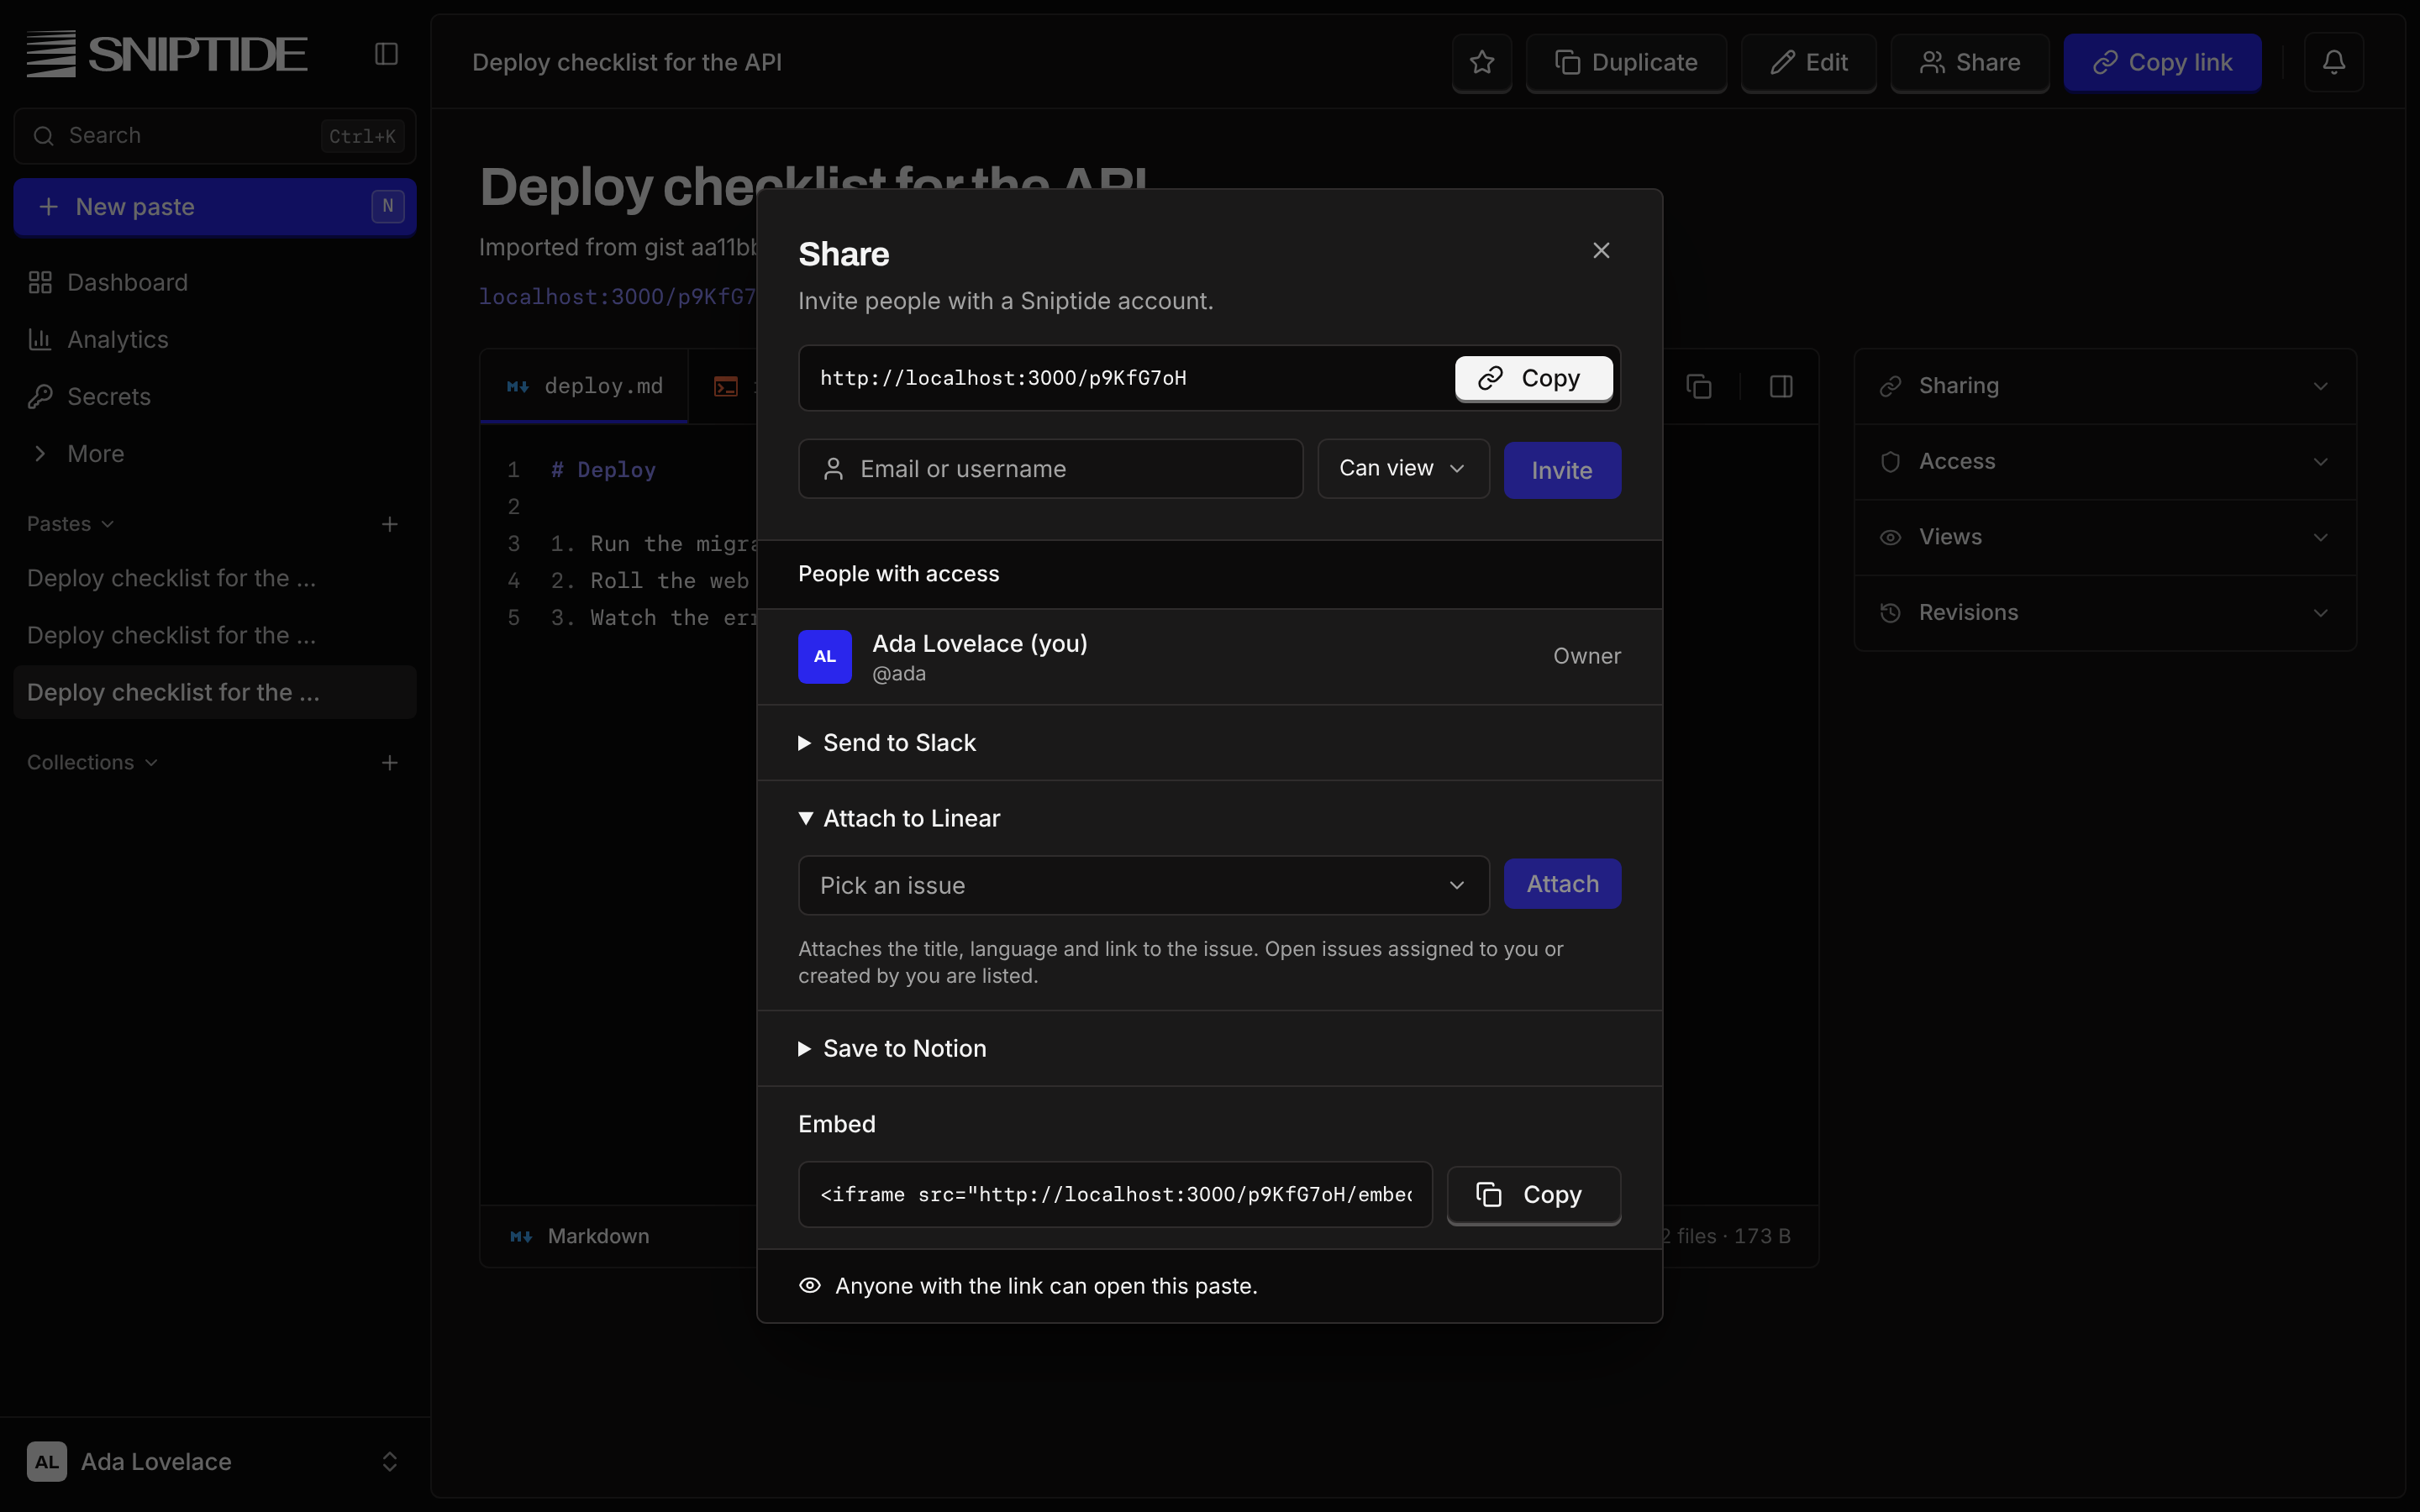 SNIPTIDE
Search
Ctrl+K
New paste
N
Dashboard
Analytics
Secrets
More
Pastes
Deploy checklist for the ...
Deploy checklist for the ...
Deploy checklist for the ...
Collections
AL
Ada Lovelace
Deploy checklist for the API
Duplicate
Edit
Share
Copy link
Deploy checklist for the API
Imported from gist aa11bb
localhost:3000/p9KfG7
deploy.md
1 # Deploy
2
3 1. Run the migra
4 2. Roll the web
5 3. Watch the err
Markdown
2 files · 173 B
Sharing
Access
Views
Revisions
Share
Invite people with a Sniptide account.
http://localhost:3000/p9KfG7oH
Copy
Email or username
Can view
Invite
People with access
AL
Ada Lovelace (you)
@ada
Owner
Send to Slack
Attach to Linear
Pick an issue
Attach
Attaches the title, language and link to the issue. Open issues assigned to you or
created by you are listed.
Save to Notion
Embed
<iframe src="http://localhost:3000/p9KfG7oH/embed
Copy
Anyone with the link can open this paste.